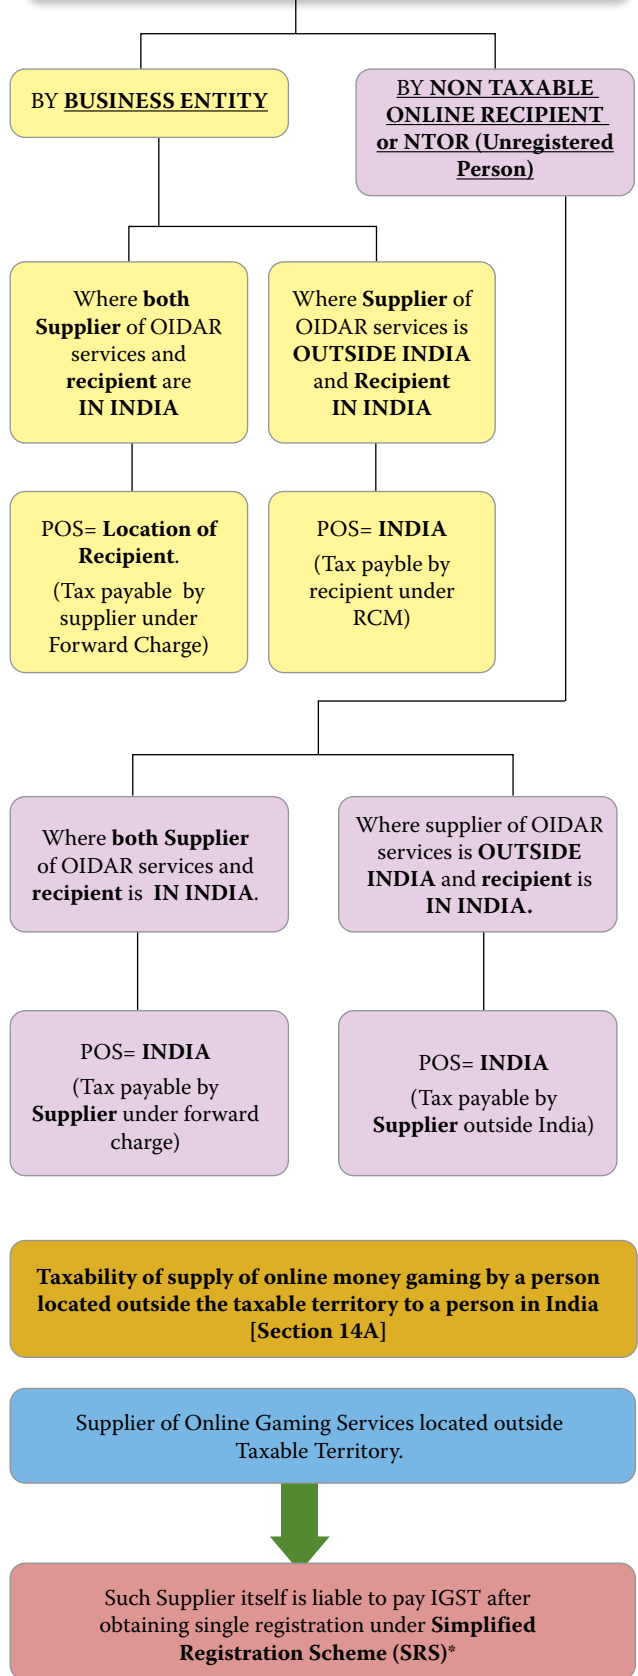 BY BUSINESS ENTITY
BY NON TAXABLE
ONLINE RECIPIENT
or NTOR (Unregistered
Person)
Where both
Supplier of OIDAR
services and
recipient are
IN INDIA
Where Supplier of
OIDAR services is
OUTSIDE INDIA
and Recipient
IN INDIA
POS= Location of
Recipient.
(Tax payable by
supplier under
Forward Charge)
POS= INDIA
(Tax payble by
recipient under
RCM)
Where both Supplier
of OIDAR services and
recipient is IN INDIA.
Where supplier of OIDAR
services is OUTSIDE
INDIA and recipient is
IN INDIA.
POS= INDIA
(Tax payable by
Supplier under forward
charge)
POS= INDIA
(Tax payable by
Supplier outside India)
Taxability of supply of online money gaming by a person
located outside the taxable territory to a person in India
[Section 14A]
Supplier of Online Gaming Services located outside
Taxable Territory.
Such Supplier itself is liable to pay IGST after
obtaining single registration under Simplified
Registration Scheme (SRS)*